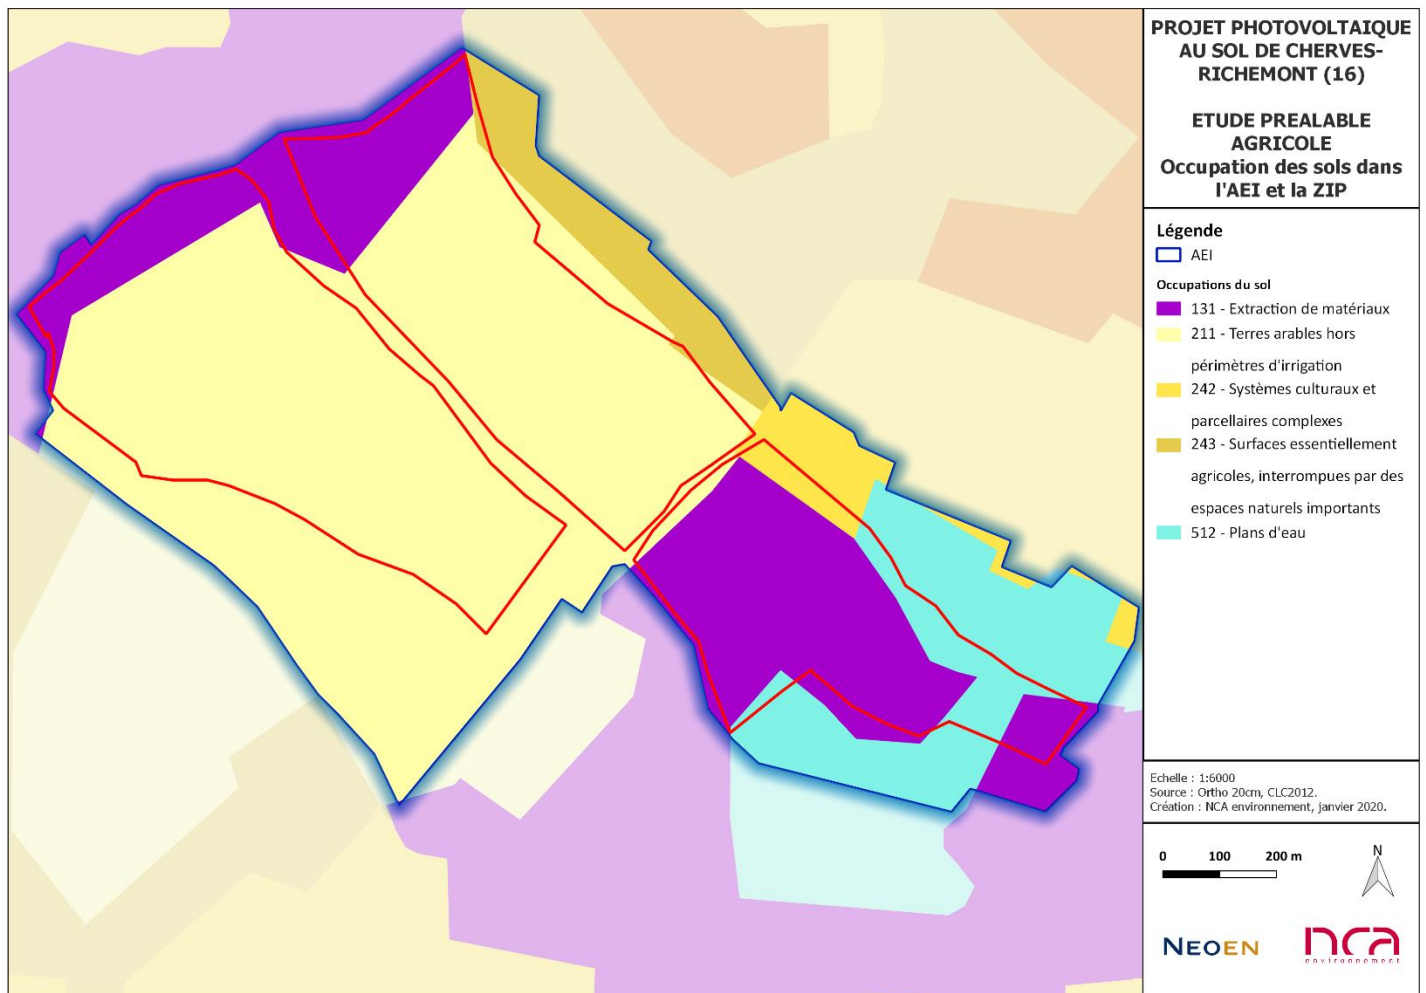 PROJET PHOTOVOLTAIQUE
AU SOL DE CHERVES-
RICHEMONT (16)
ETUDE PREALABLE
AGRICOLE
Occupation des sols dans
l'AEI et la ZIP
Légende
AEI
Occupations du sol
131 - Extraction de matériaux
211 - Terres arables hors
périmètres d'irrigation
242 - Systèmes culturaux et
parcellaires complexes
243 - Surfaces essentiellement
agricoles, interrompues par des
espaces naturels importants
512 - Plans d'eau
Echelle : 1:6000
Source : Ortho 20cm, CLC2012.
Création : NCA environnement, janvier 2020.
0 100 200 m
N
NEOEN
nca
environnement